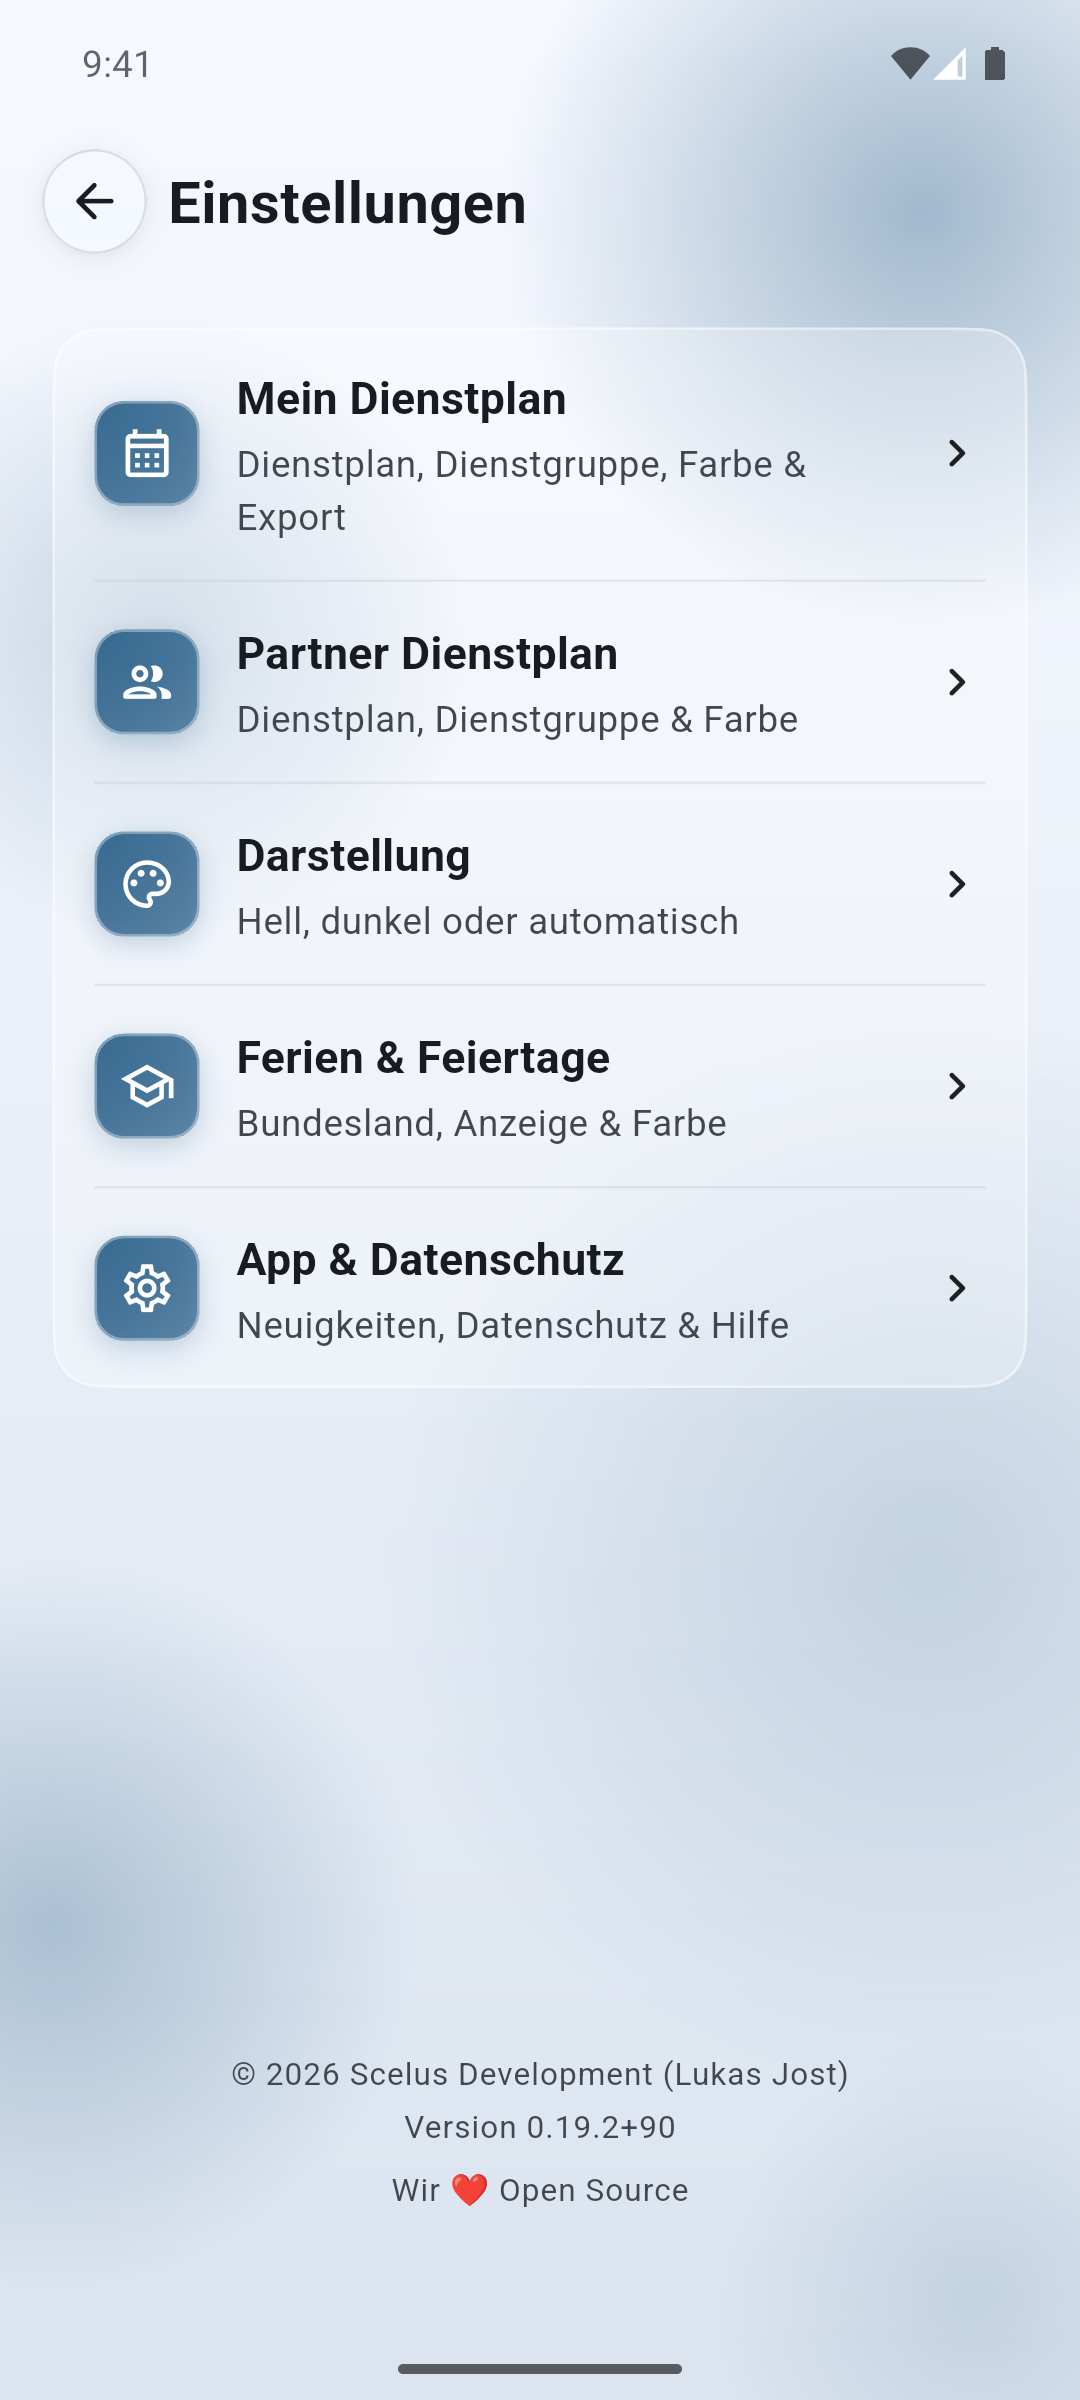 9:41
Einstellungen
Mein Dienstplan
Dienstplan, Dienstgruppe, Farbe &
Export
Partner Dienstplan
Dienstplan, Dienstgruppe & Farbe
Darstellung
Hell, dunkel oder automatisch
Ferien & Feiertage
Bundesland, Anzeige & Farbe
App & Datenschutz
Neuigkeiten, Datenschutz & Hilfe
© 2026 Scelus Development (Lukas Jost)
Version 0.19.2+90
Wir ❤️ Open Source